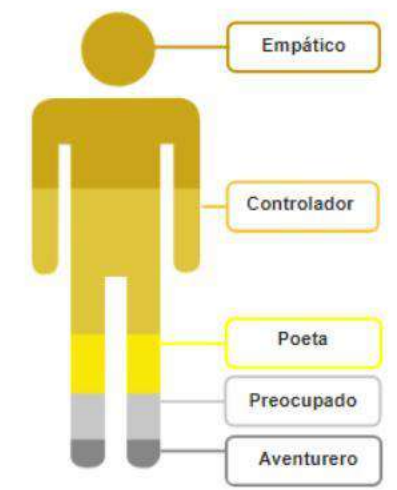 Empático
Controlador
Poeta
Preocupado
Aventurero